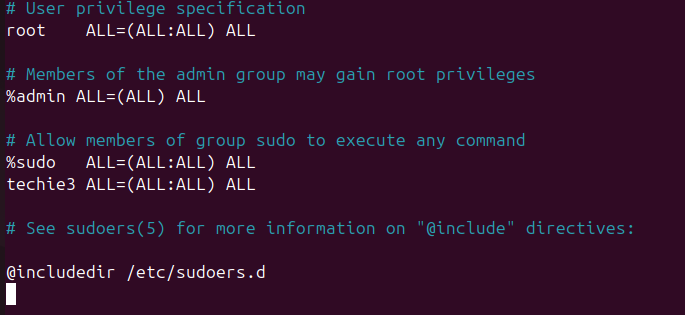 # User privilege specification
root    ALL=(ALL:ALL) ALL
# Members of the admin group may gain root privileges
%admin ALL=(ALL) ALL
# Allow members of group sudo to execute any command
%sudo   ALL=(ALL:ALL) ALL
techie3 ALL=(ALL:ALL) ALL
# See sudoers(5) for more information on "@include" directives:
@includedir /etc/sudoers.d